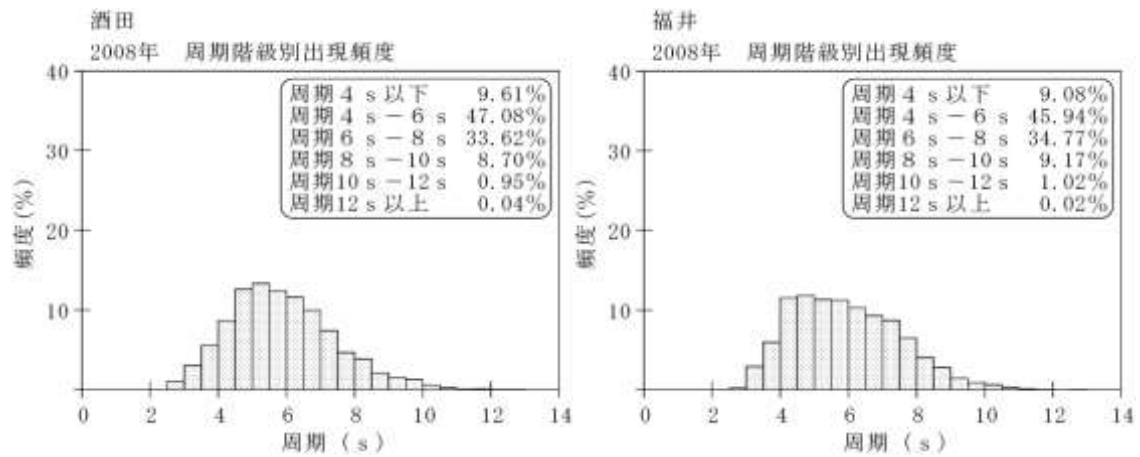 酒田
2008年　周期階級別出現頻度
40
30
20
10
頻度(%)
周期 4 s 以下 9.61%
周期 4 s － 6 s 47.08%
周期 6 s － 8 s 33.62%
周期 8 s －10 s 8.70%
周期10 s －12 s 0.95%
周期12 s 以上 0.04%
0 2 4 6 8 10 12 14
周期 ( s )
福井
2008年　周期階級別出現頻度
40
30
20
10
頻度(%)
周期 4 s 以下 9.08%
周期 4 s － 6 s 45.94%
周期 6 s － 8 s 34.77%
周期 8 s －10 s 9.17%
周期10 s －12 s 1.02%
周期12 s 以上 0.02%
0 2 4 6 8 10 12 14
周期 ( s )